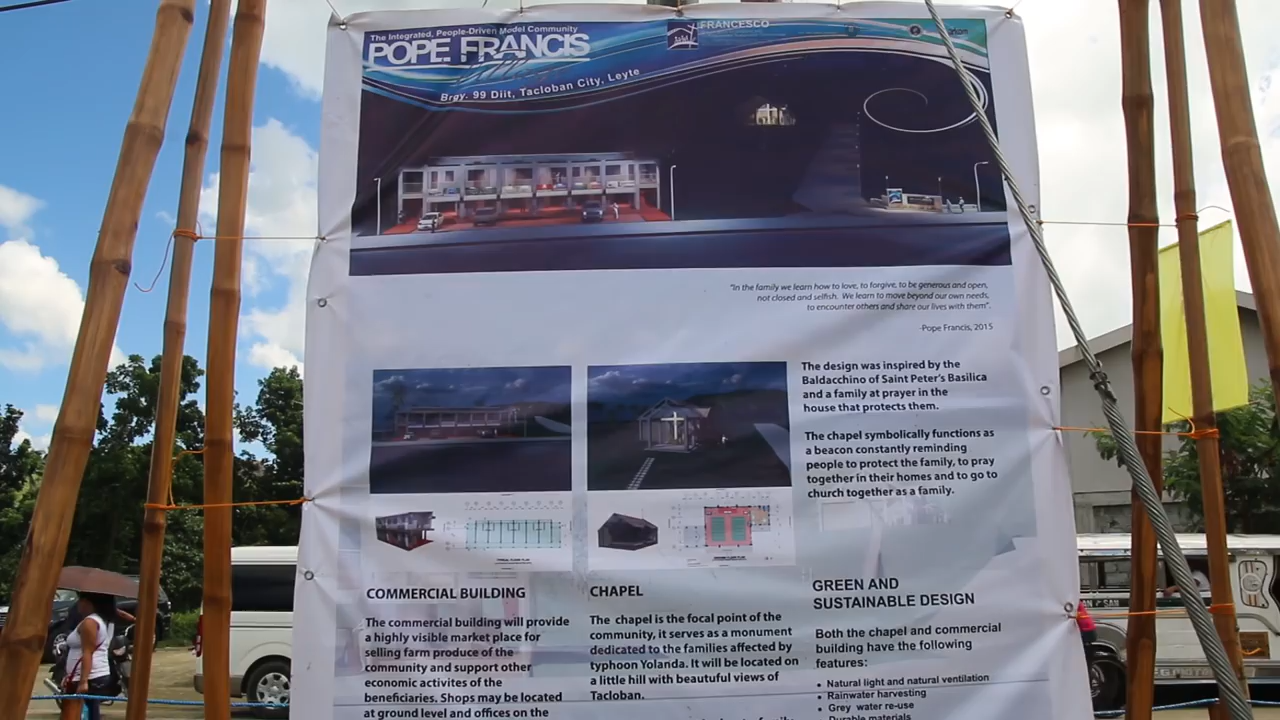 The Integrated, People-Driven Model Community
POPE FRANCIS
Village
Brgy. 99 Diit, Tacloban City, Leyte
FRANCESCO
"In the family we learn how to love, to forgive, to be generous and open,
not closed and selfish. We learn to move beyond our own needs,
to encounter others and share our lives with them".
-Pope Francis, 2015
The design was inspired by the
Baldacchino of Saint Peter's Basilica
and a family at prayer in the
house that protects them.
The chapel symbolically functions as
a beacon constantly reminding
people to protect the family, to pray
together in their homes and to go to
church together as a family.
COMMERCIAL BUILDING
The commercial building will provide
a highly visible market place for
selling farm produce of the
community and support other
economic activites of the
beneficiaries. Shops may be located
at ground level and offices on the
CHAPEL
The chapel is the focal point of the
community, it serves as a monument
dedicated to the families affected by
typhoon Yolanda. It will be located on
a little hill with beautuful views of
Tacloban.
GREEN AND
SUSTAINABLE DESIGN
Both the chapel and commercial
building have the following
features:
• Natural light and natural ventilation
• Rainwater harvesting
• Grey water re-use
• Durable materials